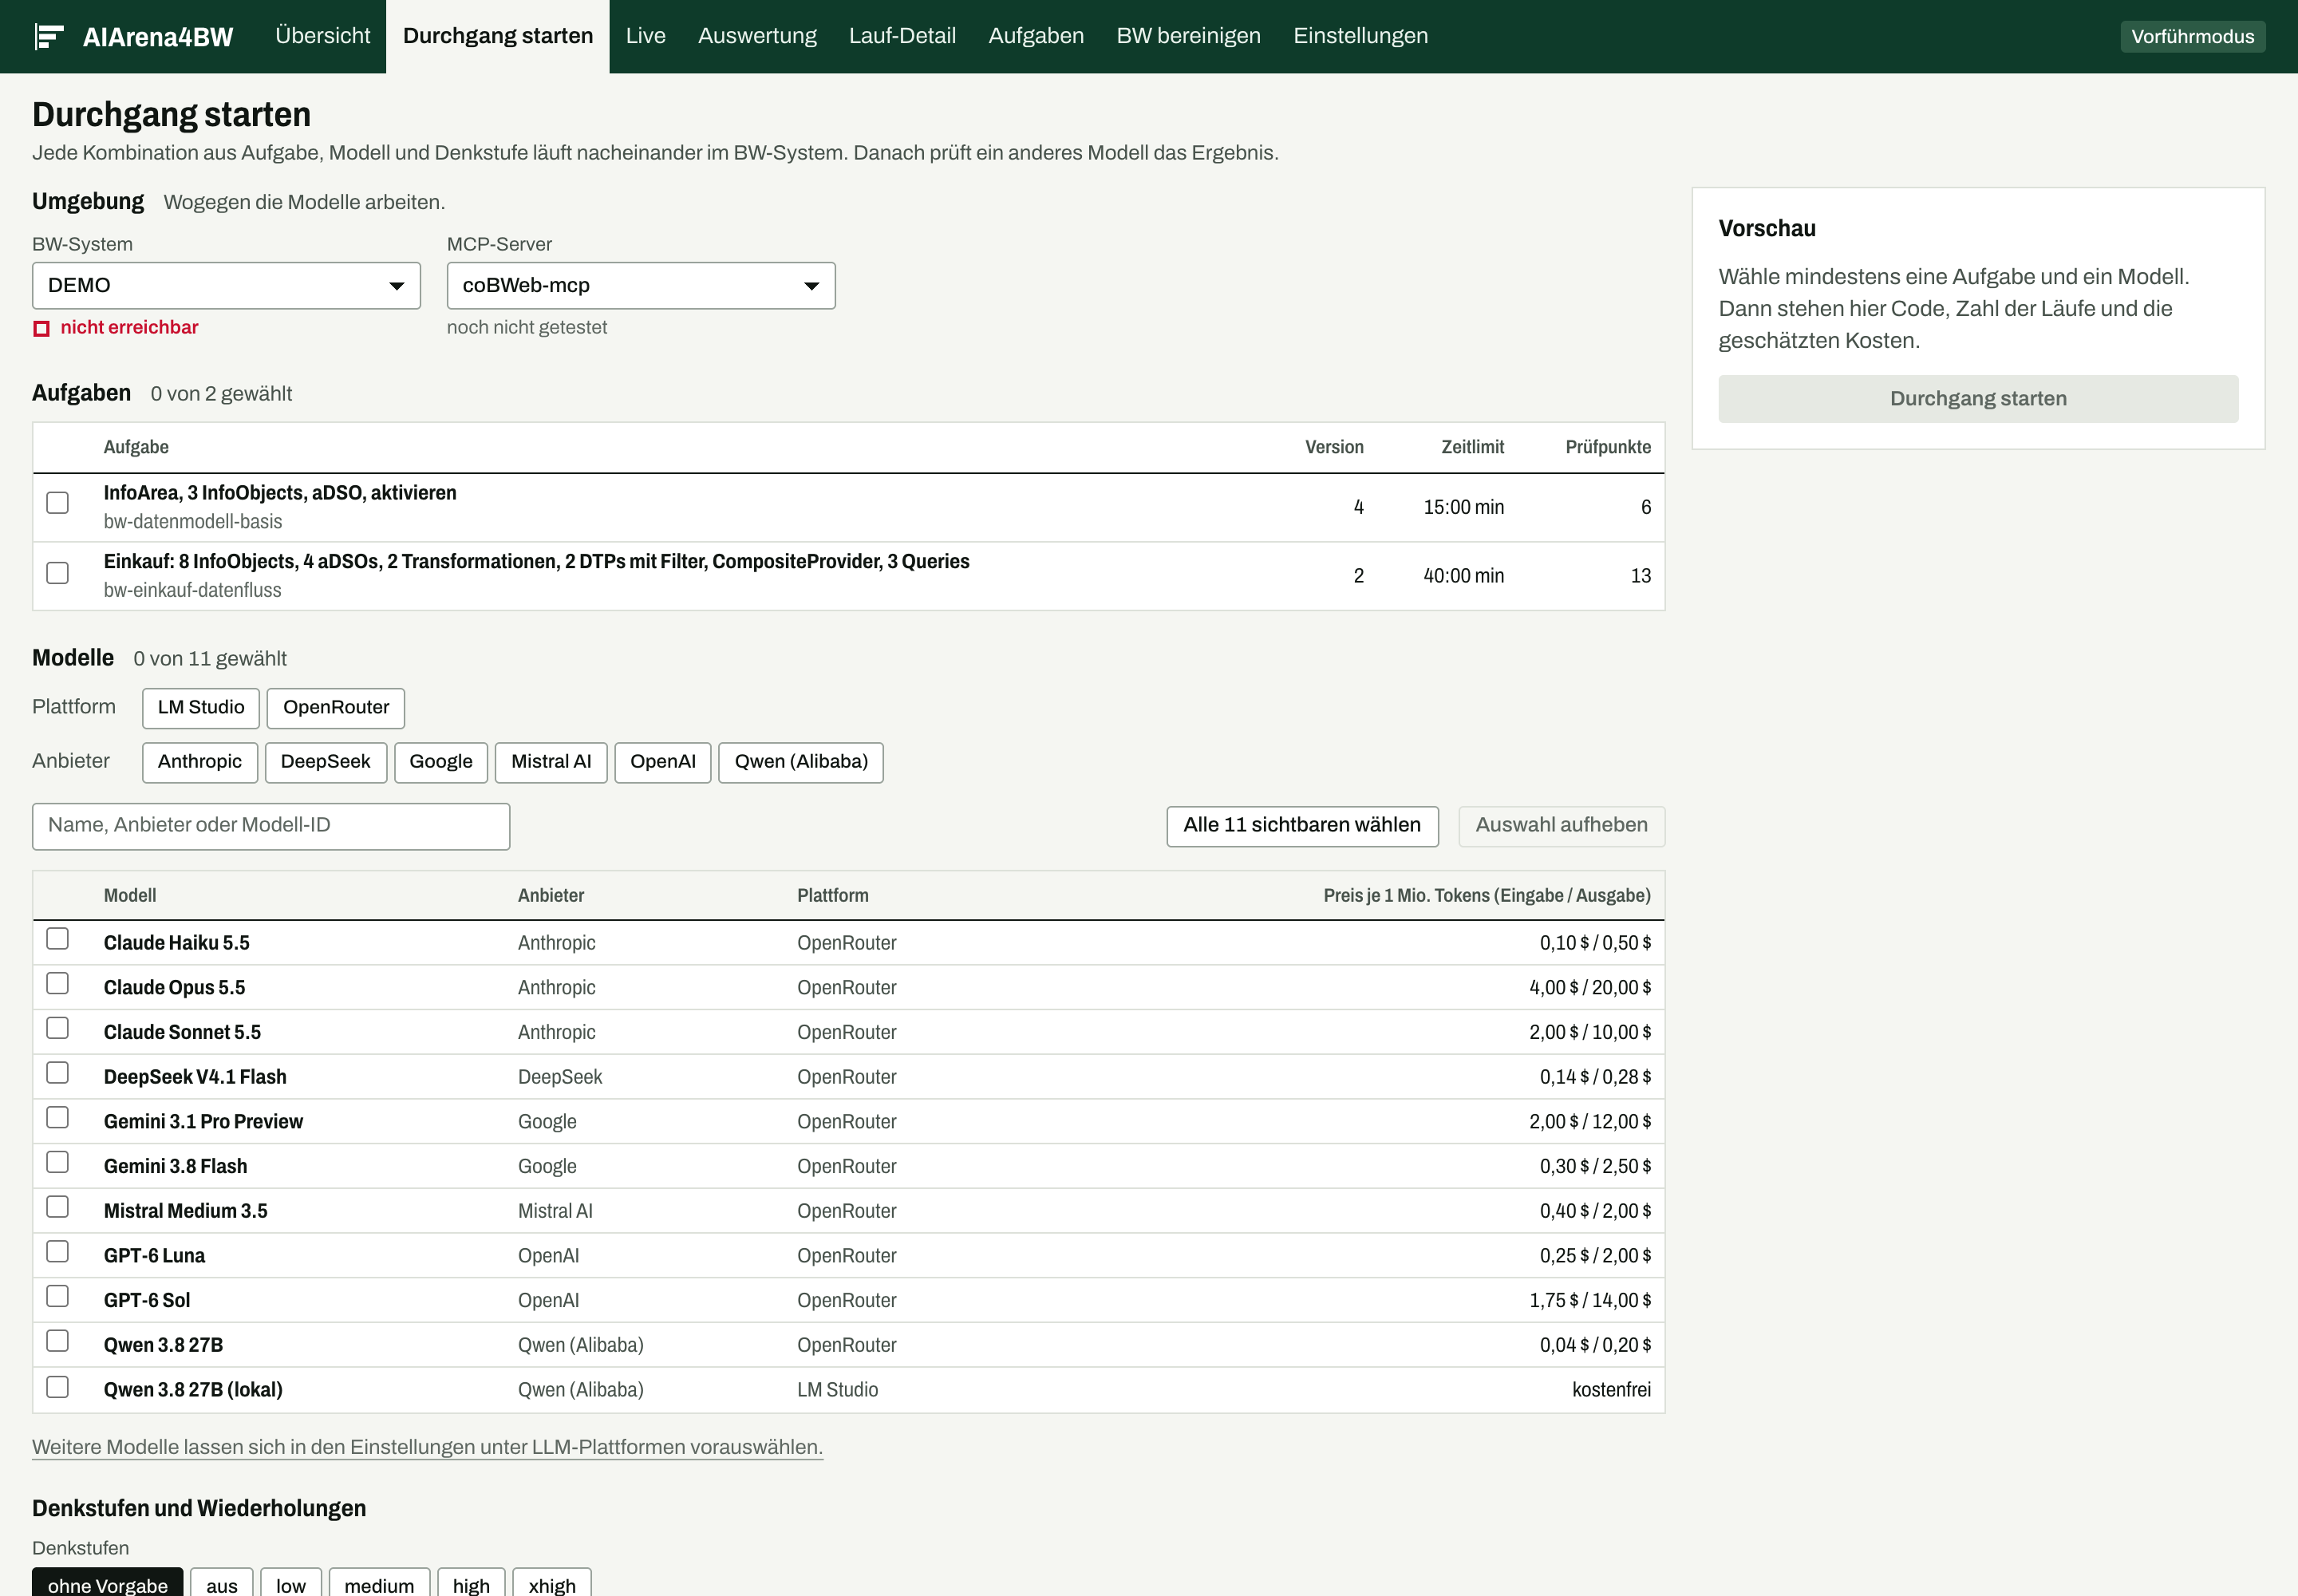 AIArena4BW
Übersicht
Durchgang starten
Live
Auswertung
Lauf-Detail
Aufgaben
BW bereinigen
Einstellungen
Vorführmodus
Durchgang starten
Jede Kombination aus Aufgabe, Modell und Denkstufe läuft nacheinander im BW-System. Danach prüft ein anderes Modell das Ergebnis.
Umgebung Wogegen die Modelle arbeiten.
BW-System MCP-Server
DEMO coBWeb-mcp
nicht erreichbar noch nicht getestet
Aufgaben 0 von 2 gewählt
Aufgabe Version Zeitlimit Prüfpunkte
InfoArea, 3 InfoObjects, aDSO, aktivieren
bw-datenmodell-basis
4 15:00 min 6
Einkauf: 8 InfoObjects, 4 aDSOs, 2 Transformationen, 2 DTPs mit Filter, CompositeProvider, 3 Queries
bw-einkauf-datenfluss
2 40:00 min 13
Modelle 0 von 11 gewählt
Plattform LM Studio OpenRouter
Anbieter Anthropic DeepSeek Google Mistral AI OpenAI Qwen (Alibaba)
Name, Anbieter oder Modell-ID Alle 11 sichtbaren wählen Auswahl aufheben
Modell Anbieter Plattform Preis je 1 Mio. Tokens (Eingabe / Ausgabe)
Claude Haiku 5.5 Anthropic OpenRouter 0,10 $ / 0,50 $
Claude Opus 5.5 Anthropic OpenRouter 4,00 $ / 20,00 $
Claude Sonnet 5.5 Anthropic OpenRouter 2,00 $ / 10,00 $
DeepSeek V4.1 Flash DeepSeek OpenRouter 0,14 $ / 0,28 $
Gemini 3.1 Pro Preview Google OpenRouter 2,00 $ / 12,00 $
Gemini 3.8 Flash Google OpenRouter 0,30 $ / 2,50 $
Mistral Medium 3.5 Mistral AI OpenRouter 0,40 $ / 2,00 $
GPT-6 Luna OpenAI OpenRouter 0,25 $ / 2,00 $
GPT-6 Sol OpenAI OpenRouter 1,75 $ / 14,00 $
Qwen 3.8 27B Qwen (Alibaba) OpenRouter 0,04 $ / 0,20 $
Qwen 3.8 27B (lokal) Qwen (Alibaba) LM Studio kostenfrei
Weitere Modelle lassen sich in den Einstellungen unter LLM-Plattformen vorauswählen.
Denkstufen und Wiederholungen
Denkstufen
ohne Vorgabe aus low medium high xhigh
Vorschau
Wähle mindestens eine Aufgabe und ein Modell.
Dann stehen hier Code, Zahl der Läufe und die
geschätzten Kosten.
Durchgang starten